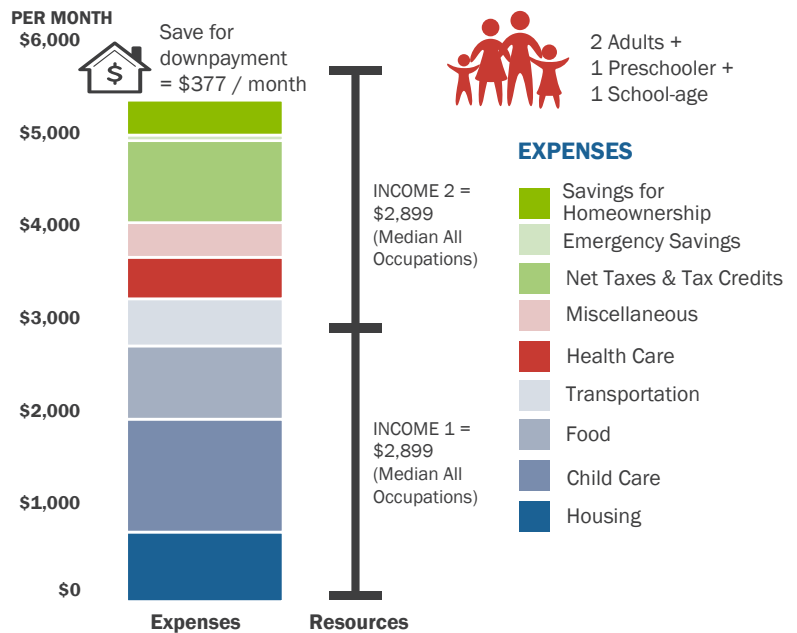 PER MONTH
$6,000
$5,000
$4,000
$3,000
$2,000
$1,000
$0
$
Save for
downpayment
= $377 / month
INCOME 2 =
$2,899
(Median All
Occupations)
INCOME 1 =
$2,899
(Median All
Occupations)
Expenses
Resources
2 Adults +
1 Preschooler +
1 School-age
EXPENSES
Savings for
Homeownership
Emergency Savings
Net Taxes & Tax Credits
Miscellaneous
Health Care
Transportation
Food
Child Care
Housing